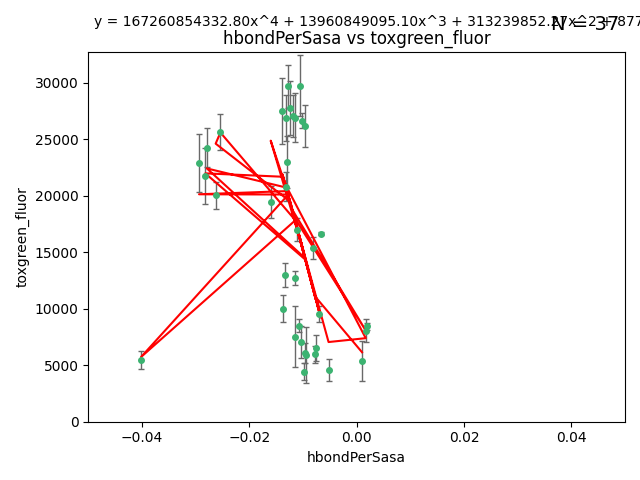 y = 167260854332.80x^4 + 13960849095.10x^3 + 313239852.
N = 37
hbondPerSasa vs toxgreen_fluor
30000
25000
20000
15000
10000
5000
0
toxgreen_fluor
−0.04
−0.02
0.00
0.02
0.04
hbondPerSasa